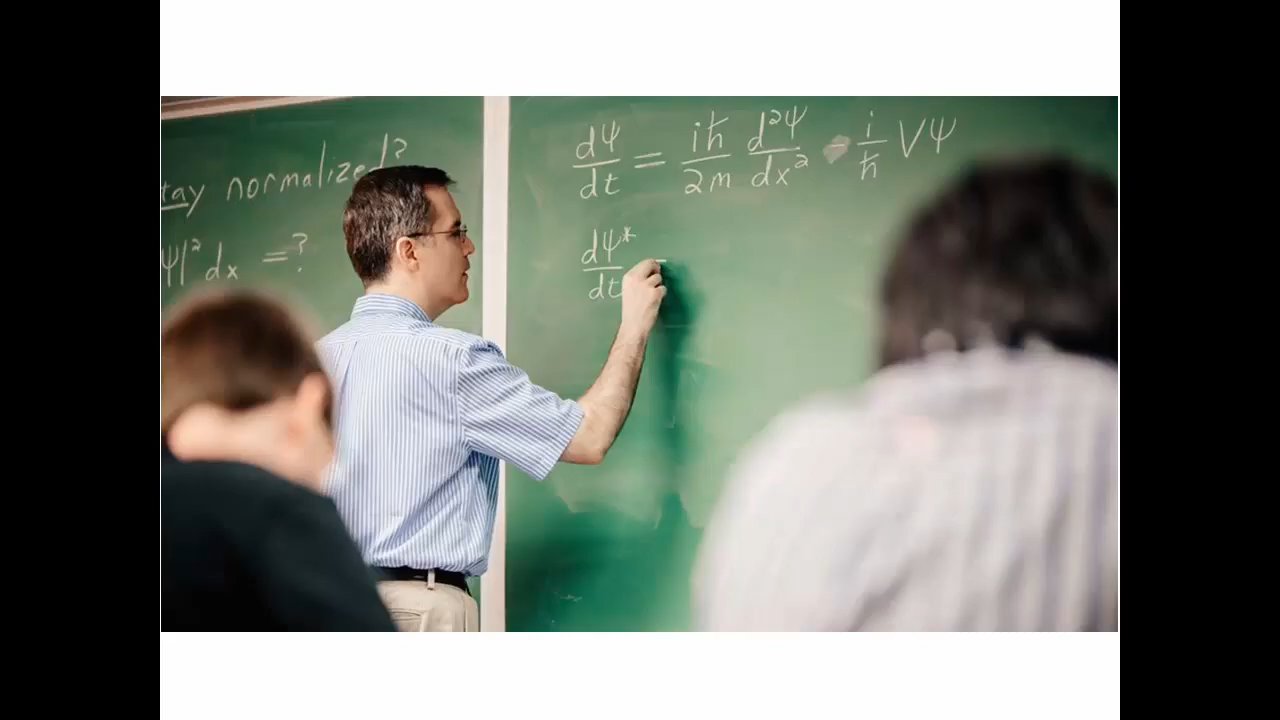 tay normalized?
Ψ|² dx = ?
dΨ/dt = iħ/2m d²Ψ/dx² - i/ħ VΨ
dΨ*/dt =